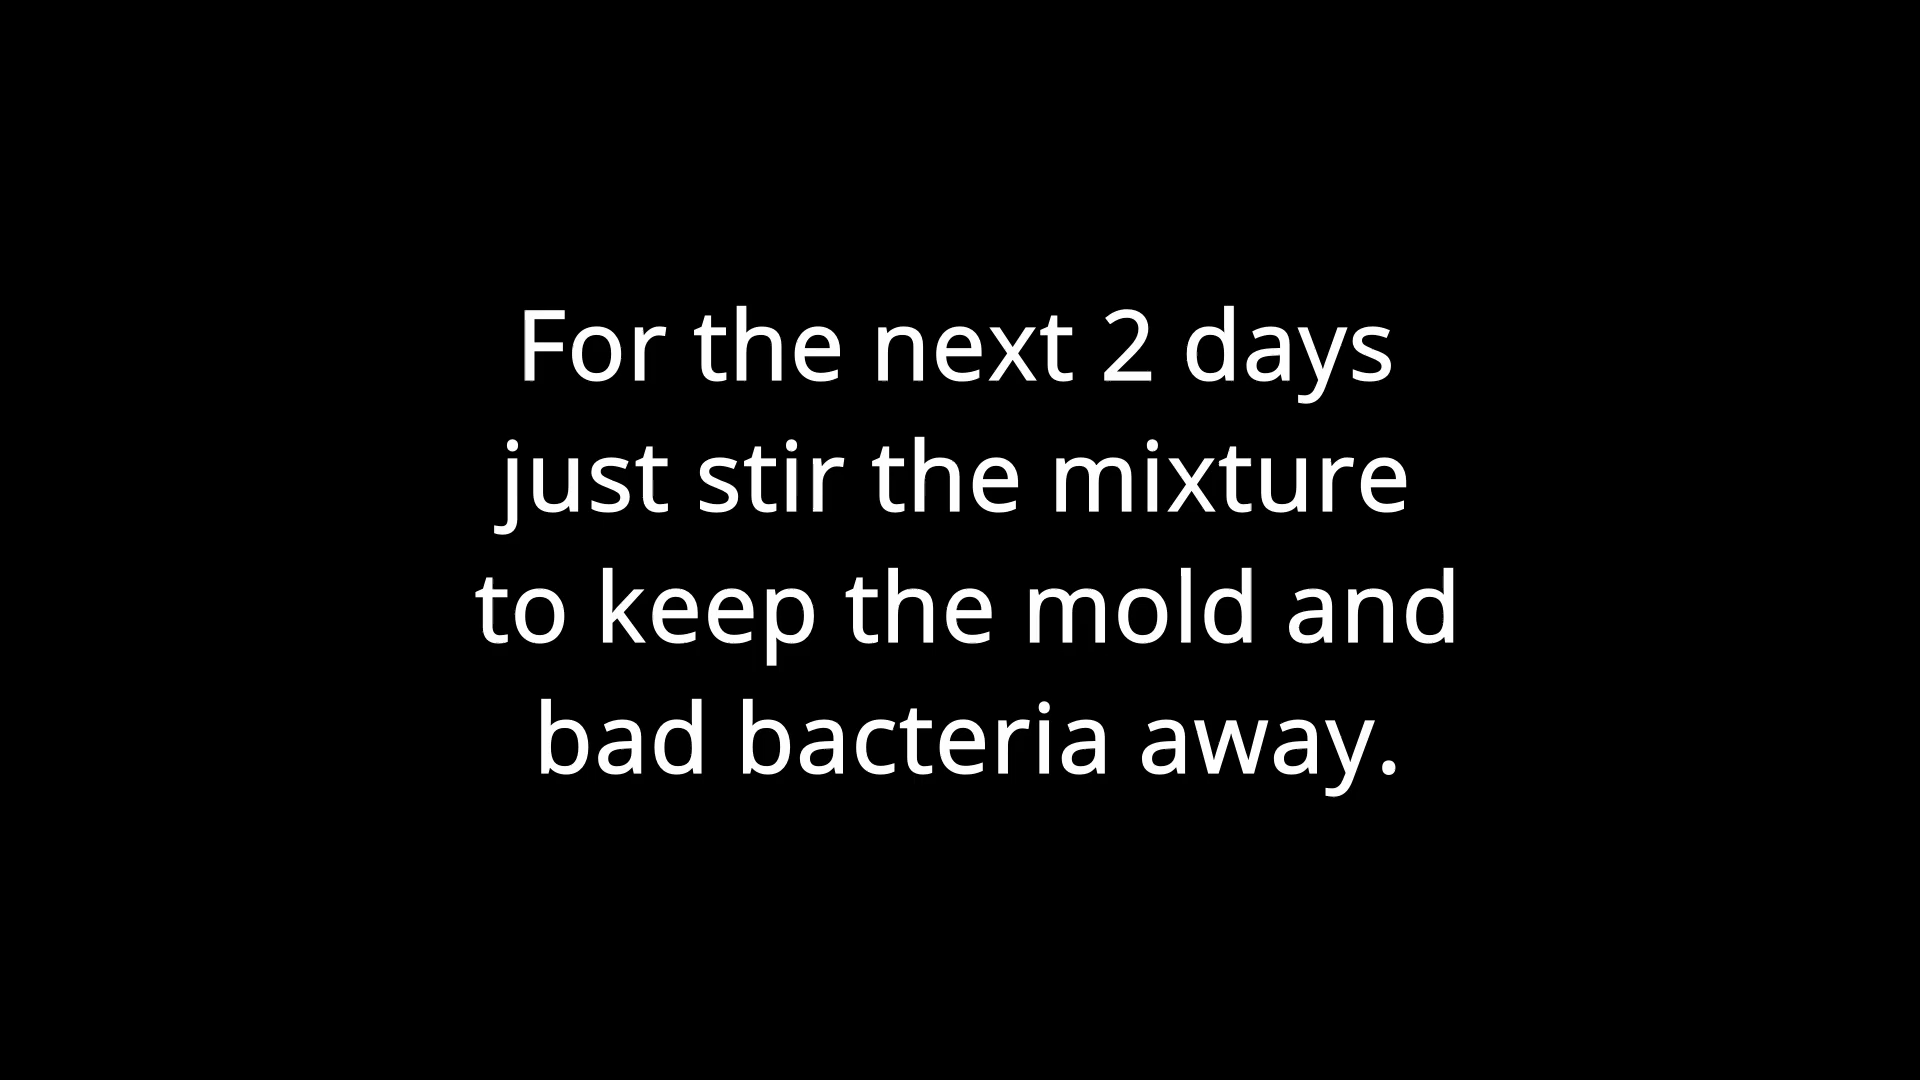 For the next 2 days
just stir the mixture
to keep the mold and
bad bacteria away.